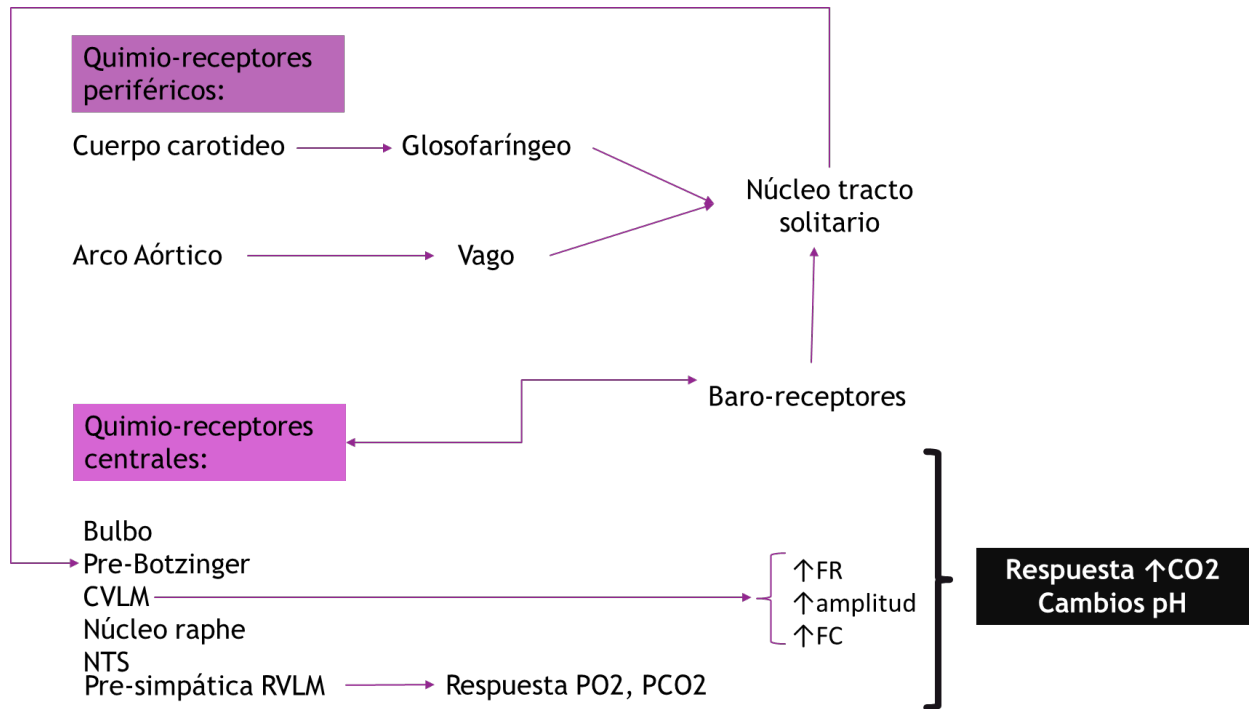 Quimio-receptores
periféricos:
Cuerpo carotideo
Glosofaríngeo
Núcleo tracto
solitario
Arco Aórtico
Vago
Baro-receptores
Quimio-receptores
centrales:
Bulbo
Pre-Botzinger
CVLM
Núcleo raphe
NTS
Pre-simpática RVLM
Respuesta PO2, PCO2
↑FR
↑amplitud
↑FC
Respuesta ↑CO2
Cambios pH